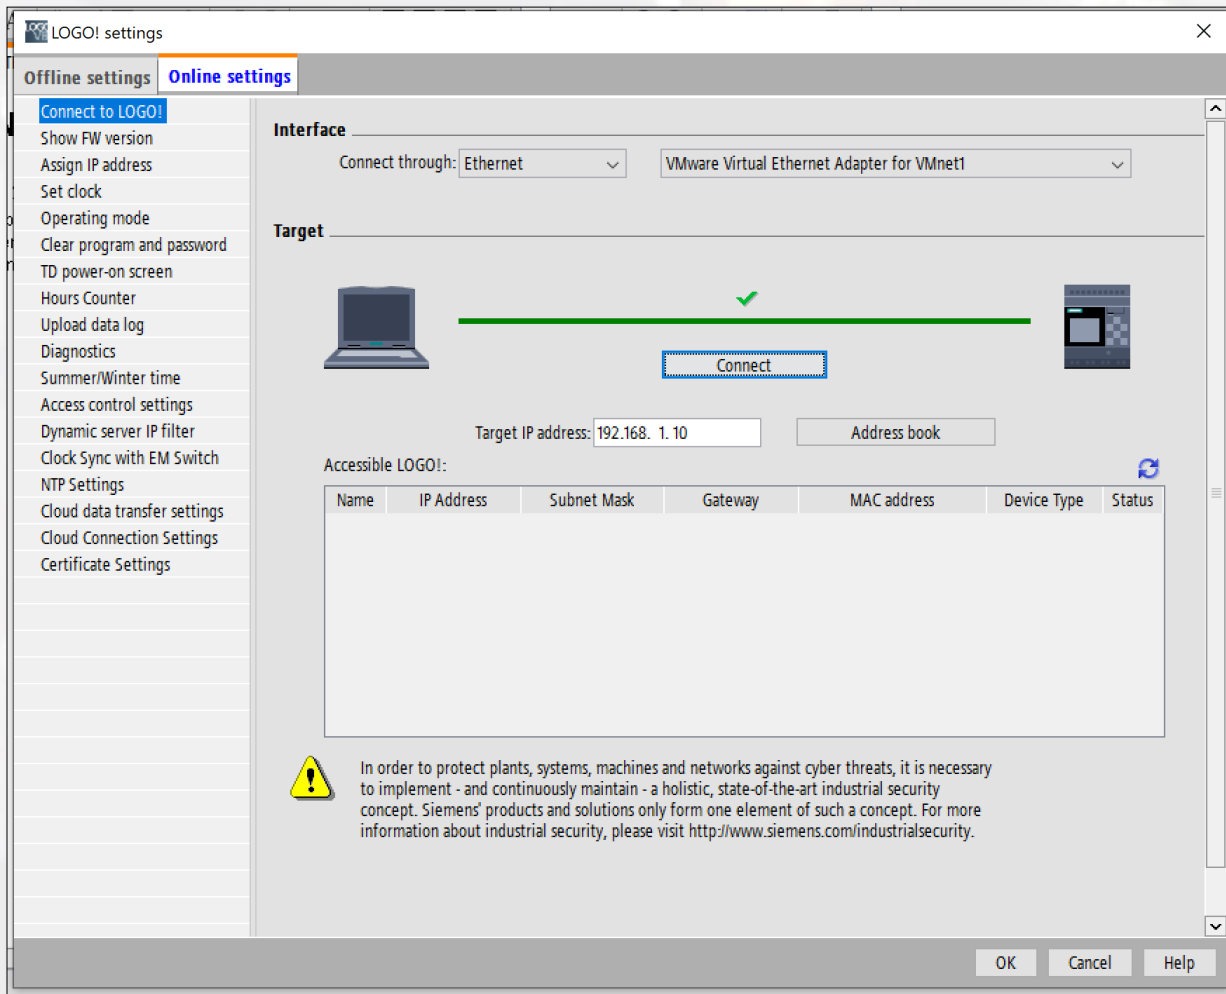 LOGO! settings
Offline settings
Online settings
Connect to LOGO!
Show FW version
Assign IP address
Set clock
Operating mode
Clear program and password
TD power-on screen
Hours Counter
Upload data log
Diagnostics
Summer/Winter time
Access control settings
Dynamic server IP filter
Clock Sync with EM Switch
NTP Settings
Cloud data transfer settings
Cloud Connection Settings
Certificate Settings
Interface
Connect through: Ethernet VMware Virtual Ethernet Adapter for VMnet1
Target
Connect
Target IP address: 192.168. 1. 10 Address book
Accessible LOGO!:
Name IP Address Subnet Mask Gateway MAC address Device Type Status
In order to protect plants, systems, machines and networks against cyber threats, it is necessary
to implement - and continuously maintain - a holistic, state-of-the-art industrial security
concept. Siemens' products and solutions only form one element of such a concept. For more
information about industrial security, please visit http://www.siemens.com/industrialsecurity.
OK Cancel Help